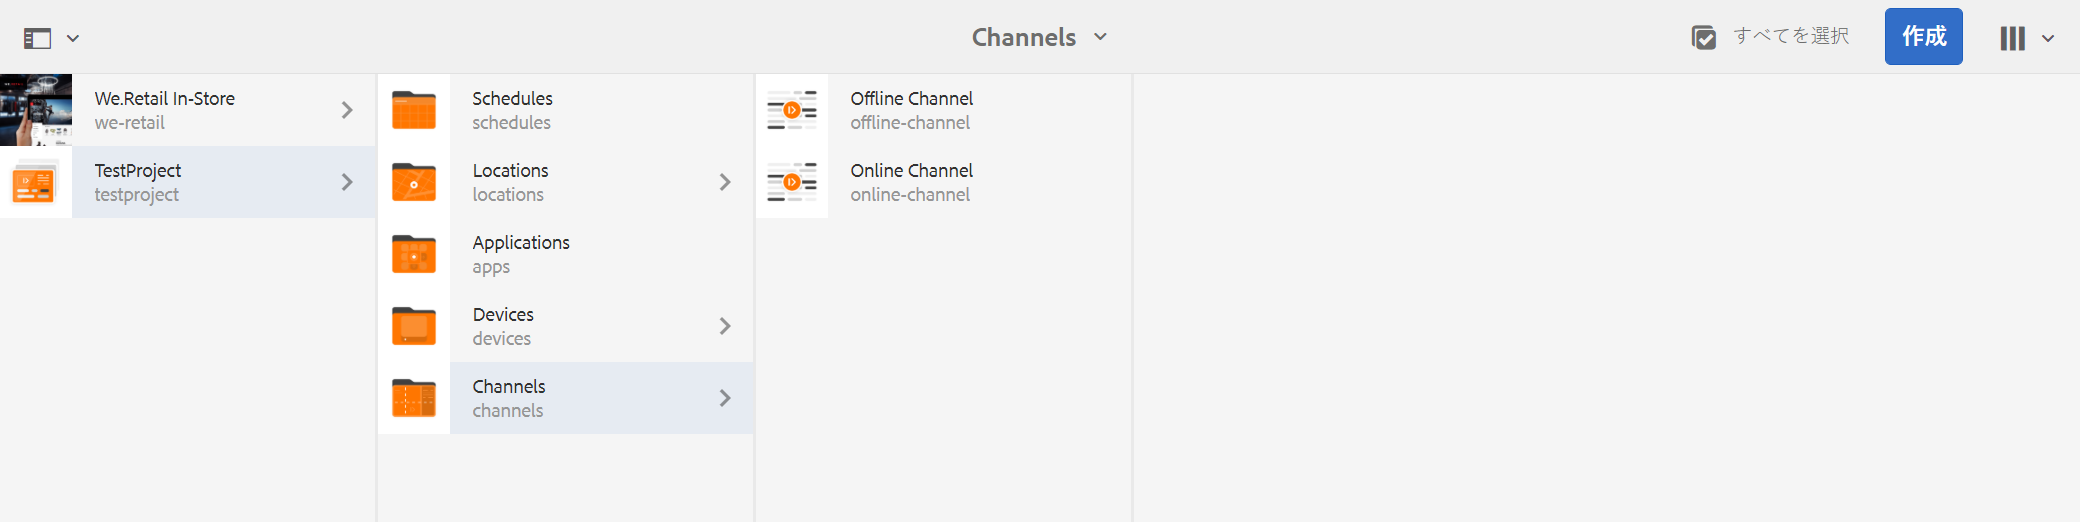 Channels
すべてを選択
作成
We.Retail In-Store
we-retail
TestProject
testproject
Schedules
schedules
Locations
locations
Applications
apps
Devices
devices
Channels
channels
Offline Channel
offline-channel
Online Channel
online-channel